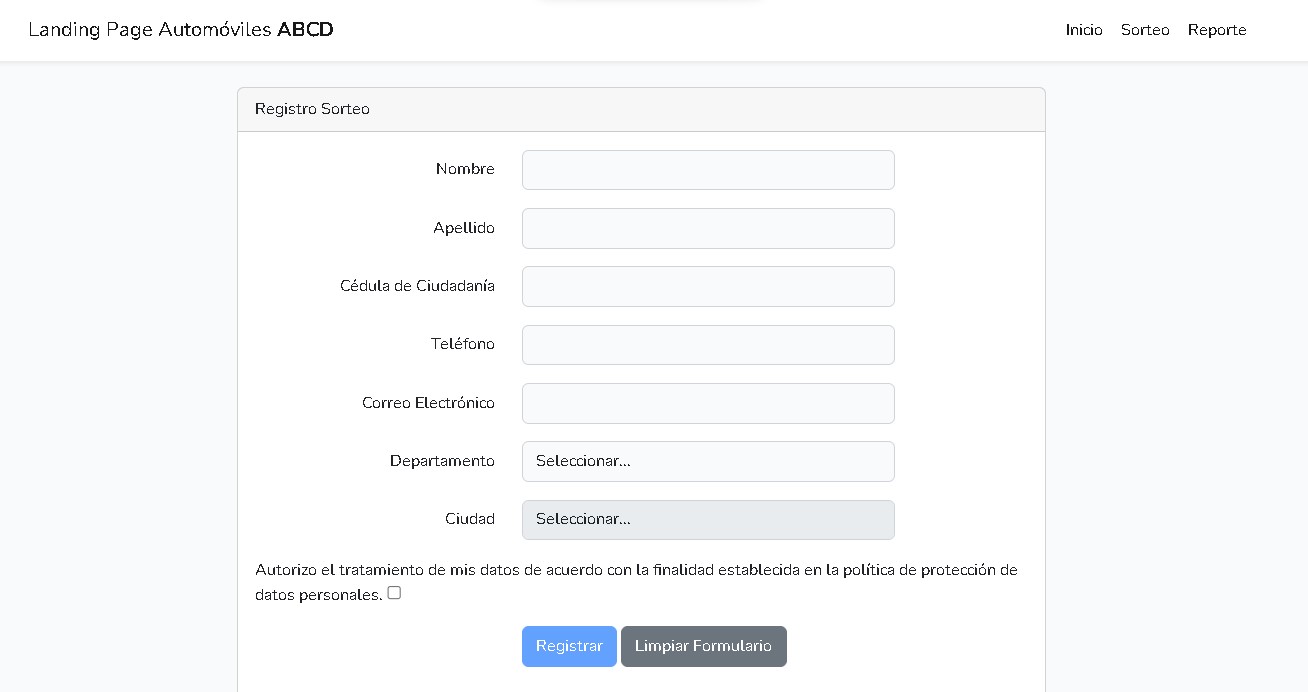 Landing Page Automóviles ABCD
Inicio Sorteo Reporte
Registro Sorteo
Nombre
Apellido
Cédula de Ciudadanía
Teléfono
Correo Electrónico
Departamento Seleccionar...
Ciudad Seleccionar...
Autorizo el tratamiento de mis datos de acuerdo con la finalidad establecida en la política de protección de
datos personales.
Registrar Limpiar Formulario